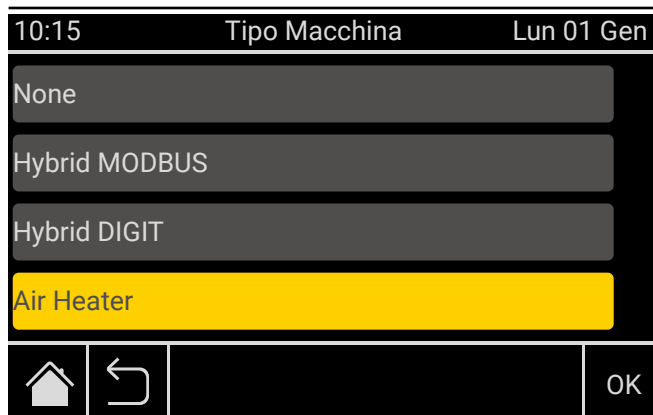 10:15 Tipo Macchina Lun 01 Gen
None
Hybrid MODBUS
Hybrid DIGIT
Air Heater
OK